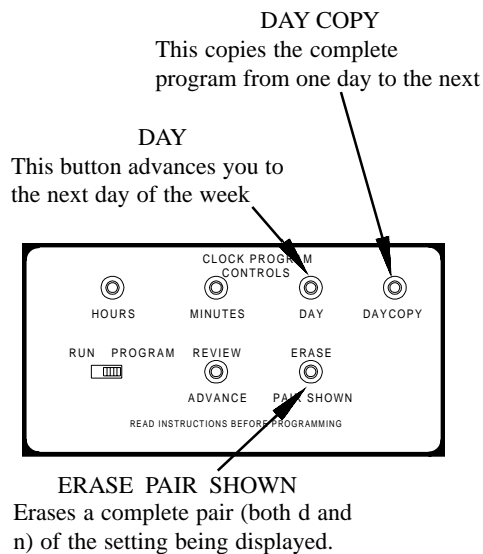 DAY COPY
This copies the complete
program from one day to the next
DAY
This button advances you to
the next day of the week
CLOCK PROGRAM
CONTROLS
HOURS MINUTES DAY DAYCOPY
RUN PROGRAM REVIEW ERASE
ADVANCE PAIR SHOWN
READ INSTRUCTIONS BEFORE PROGRAMMING
ERASE PAIR SHOWN
Erases a complete pair (both d and
n) of the setting being displayed.